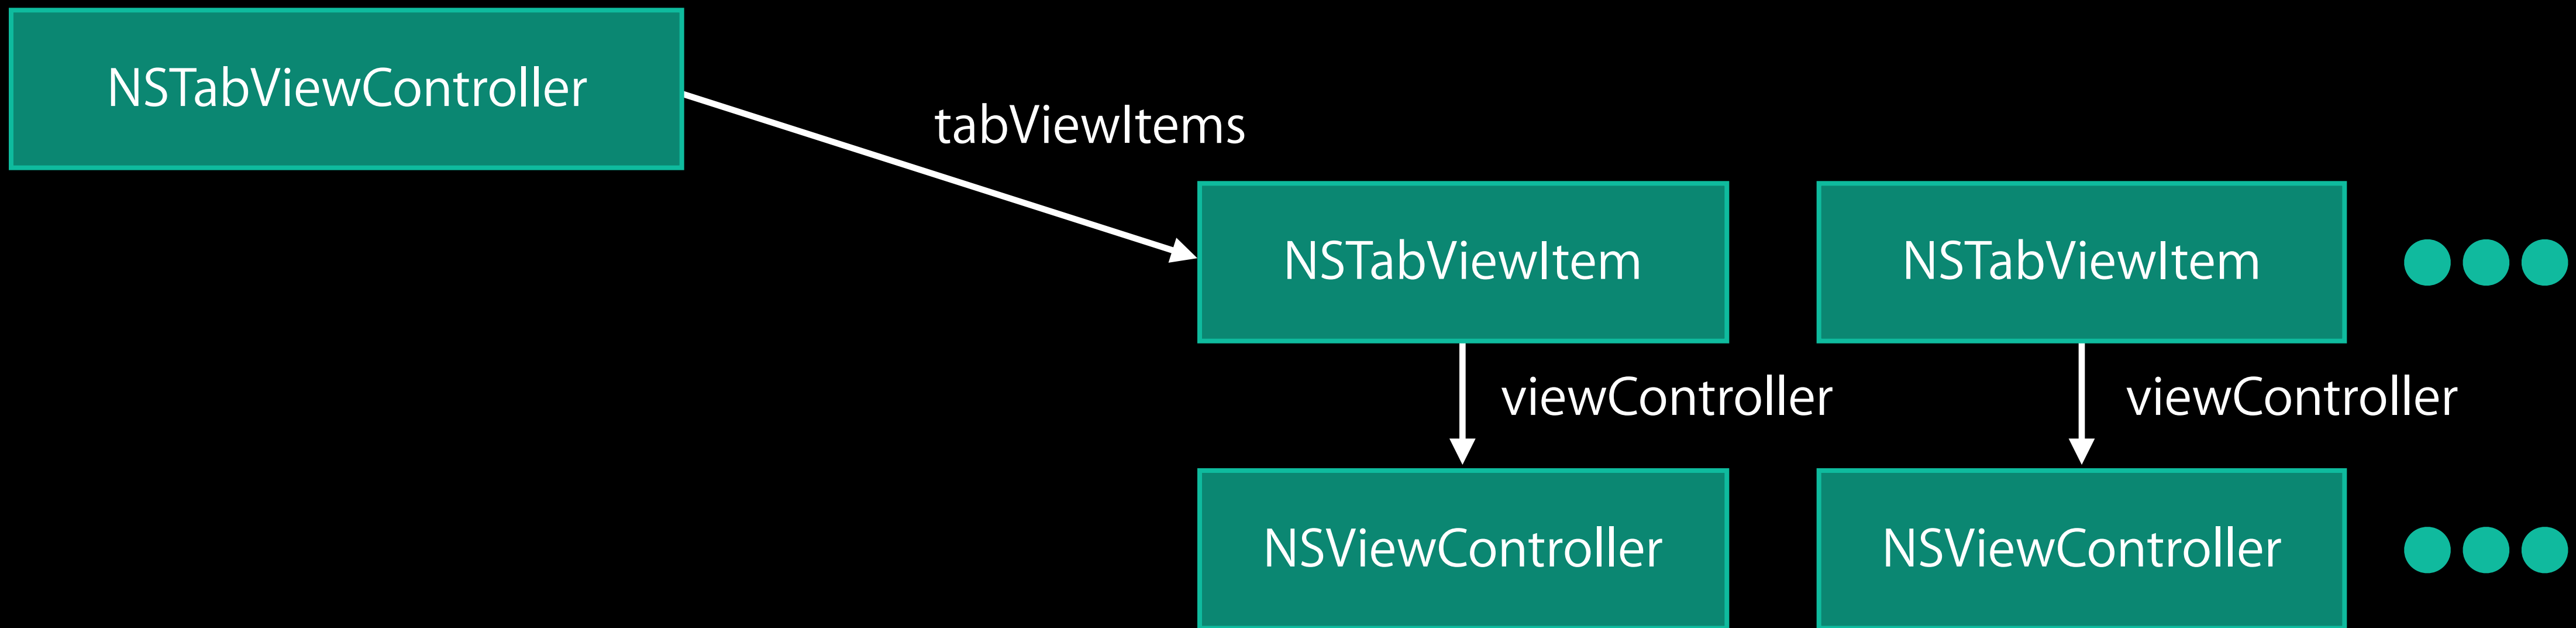 NSTabViewController
tabViewItems
NSTabViewItem
NSTabViewItem
viewController
viewController
NSViewController
NSViewController